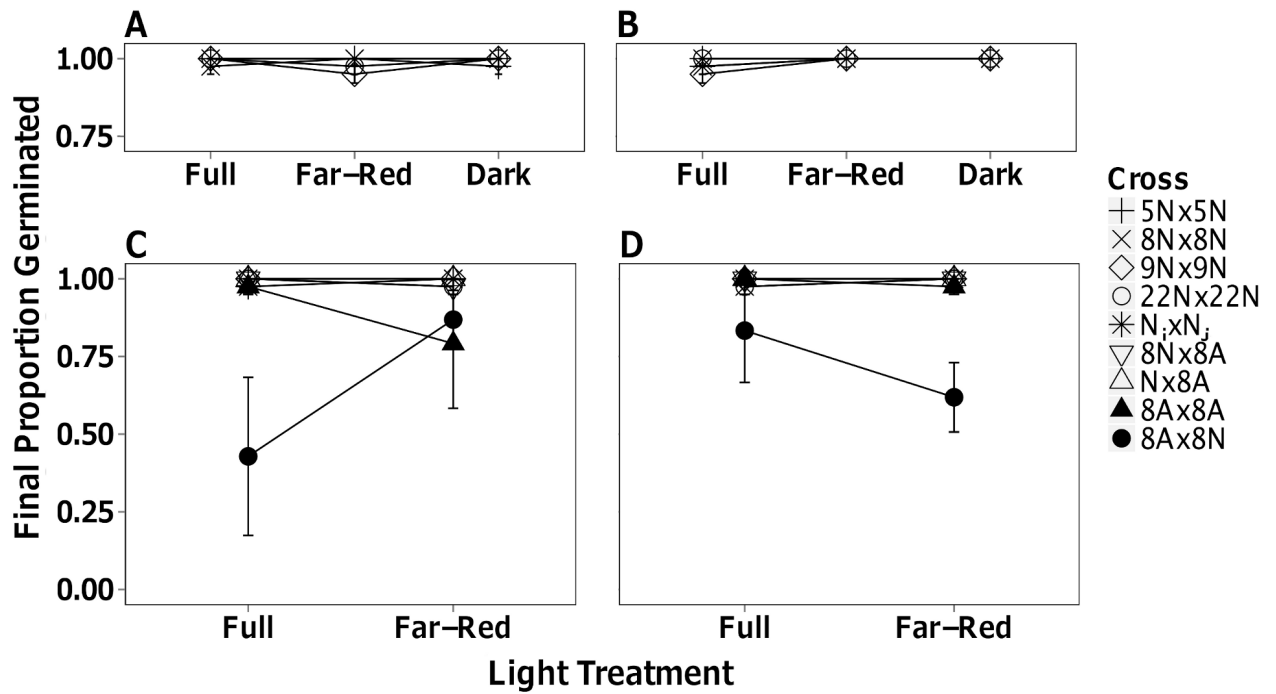 A
B
1.00
0.75
Full Far–Red Dark
Full Far–Red Dark
Final Proportion Germinated
C
D
1.00
0.75
0.50
0.25
0.00
Full Far–Red
Full Far–Red
Light Treatment
Cross
5Nx5N
8Nx8N
9Nx9N
22Nx22N
NixNj
8Nx8A
Nx8A
8Ax8A
8Ax8N